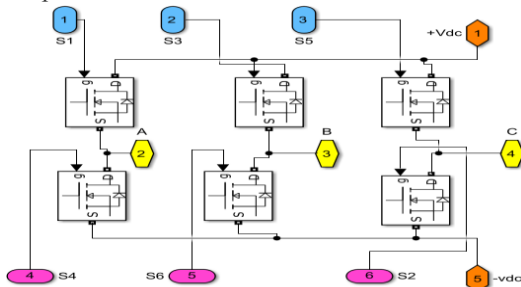 1 2 3 +Vdc 1
S1 S3 S5
g D g D g D
S S S
A B C
2 3 4
g D g D g D
S S S
4 S4 S6 5 6 S2 5 -vdc